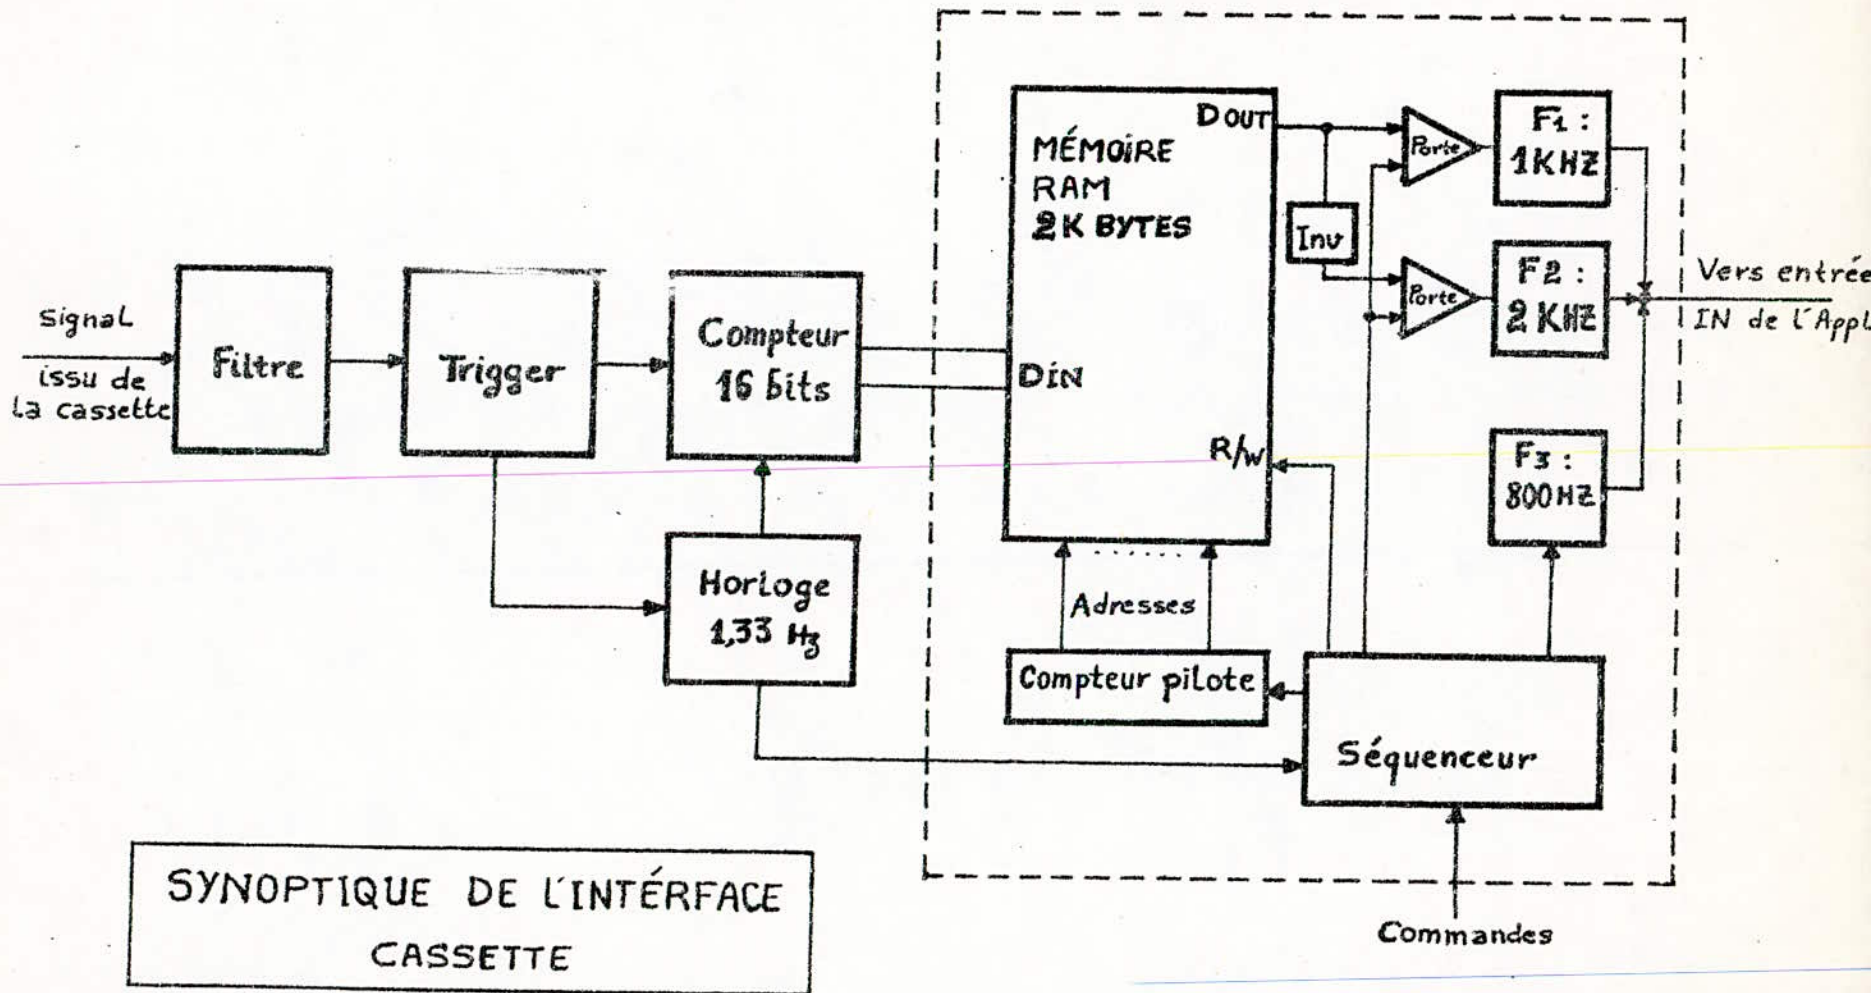 Signal
issu de
la cassette
Filtre
Trigger
Compteur
16 bits
Horloge
1,33 Hz
MÉMOIRE
RAM
2K BYTES
DOUT
DIN
R/W
Adresses
Compteur pilote
Séquenceur
Commandes
Inv
Porte
Porte
F1 :
1KHZ
F2 :
2 KHZ
F3 :
800HZ
Vers entrée
IN de l'Appl
SYNOPTIQUE DE L'INTÉRFACE
CASSETTE